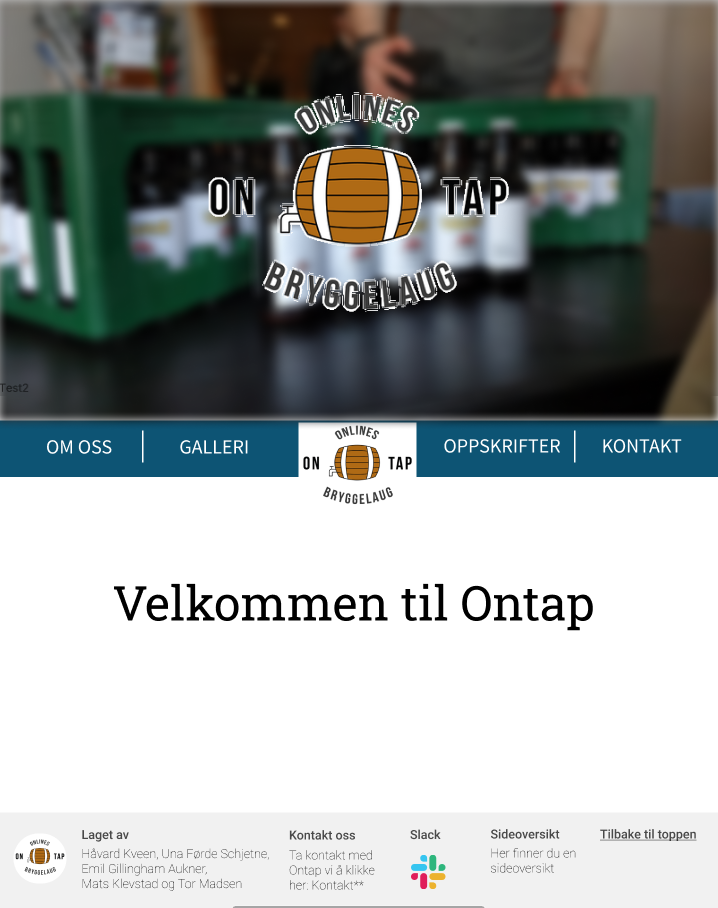 ONLINES
ON TAP
BRYGGELAUG
Test2
OM OSS GALLERI OPPSKRIFTER KONTAKT
ONLINES
ON TAP
BRYGGELAUG
Velkommen til Ontap
ONLINES
ON TAP
BRYGGELAUG
Laget av
Håvard Kveen, Una Førde Schjetne,
Emil Gillingham Aukner,
Mats Klevstad og Tor Madsen
Kontakt oss
Ta kontakt med
Ontap vi å klikke
her: Kontakt**
Slack
Sideoversikt
Her finner du en
sideoversikt
Tilbake til toppen